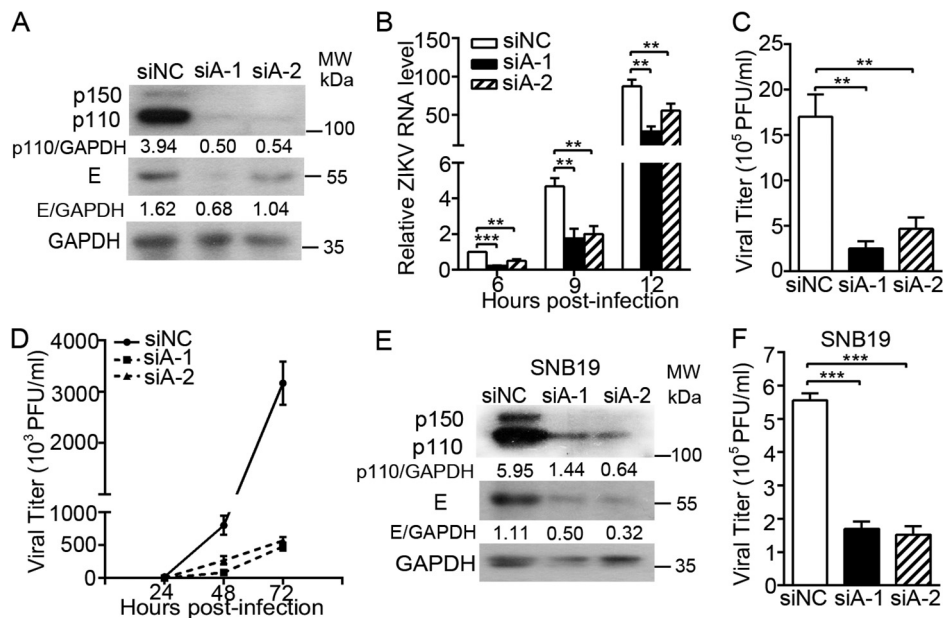 A
siNC siA-1 siA-2
MW
kDa
p150
p110
100
p110/GAPDH 3.94 0.50 0.54
E
55
E/GAPDH 1.62 0.68 1.04
GAPDH
35
B
Relative ZIKV RNA level
150
100
50
0
6
4
2
0
siNC
siA-1
siA-2
***
**
**
**
**
**
6 9 12
Hours post-infection
C
Viral Titer (10⁵ PFU/ml)
25
20
15
10
5
0
**
**
siNC siA-1 siA-2
D
Viral Titer (10³ PFU/ml)
4000
3000
2000
1000
500
0
siNC
siA-1
siA-2
24 48 72
Hours post-infection
E
SNB19
siNC siA-1 siA-2
MW
kDa
p150
p110
100
p110/GAPDH 5.95 1.44 0.64
E
55
E/GAPDH 1.11 0.50 0.32
GAPDH
35
F
SNB19
Viral Titer (10⁵ PFU/ml)
7
6
5
4
3
2
1
0
***
***
siNC siA-1 siA-2